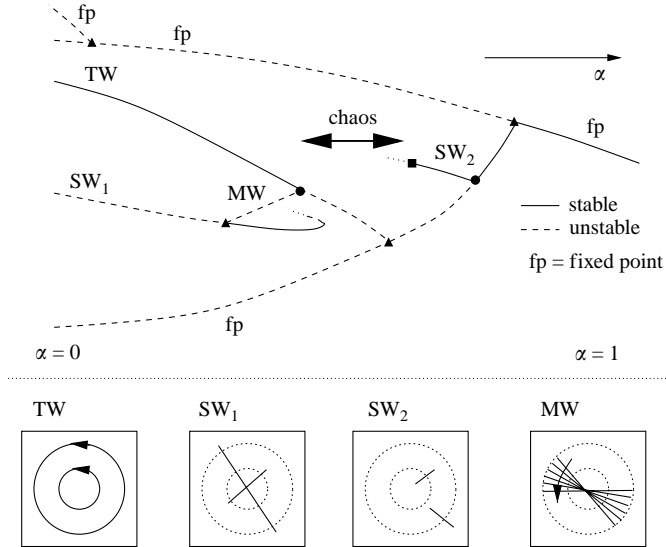 fp
fp
TW
α
chaos
fp
SW₂
SW₁
MW
stable
unstable
fp = fixed point
fp
α = 0
α = 1
TW
SW₁
SW₂
MW